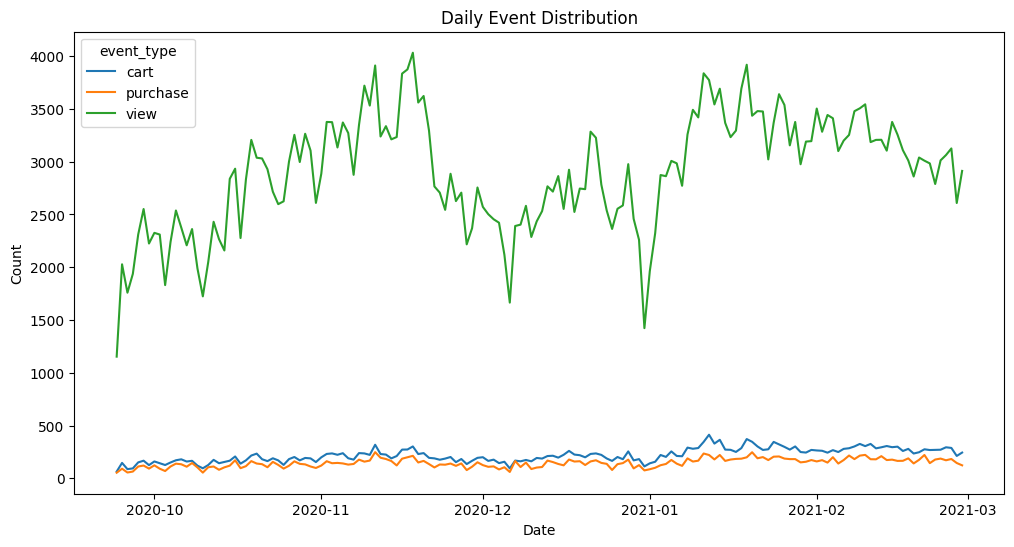 Daily Event Distribution
event_type
cart
purchase
view
Count
4000
3500
3000
2500
2000
1500
1000
500
0
2020-10
2020-11
2020-12
2021-01
2021-02
2021-03
Date